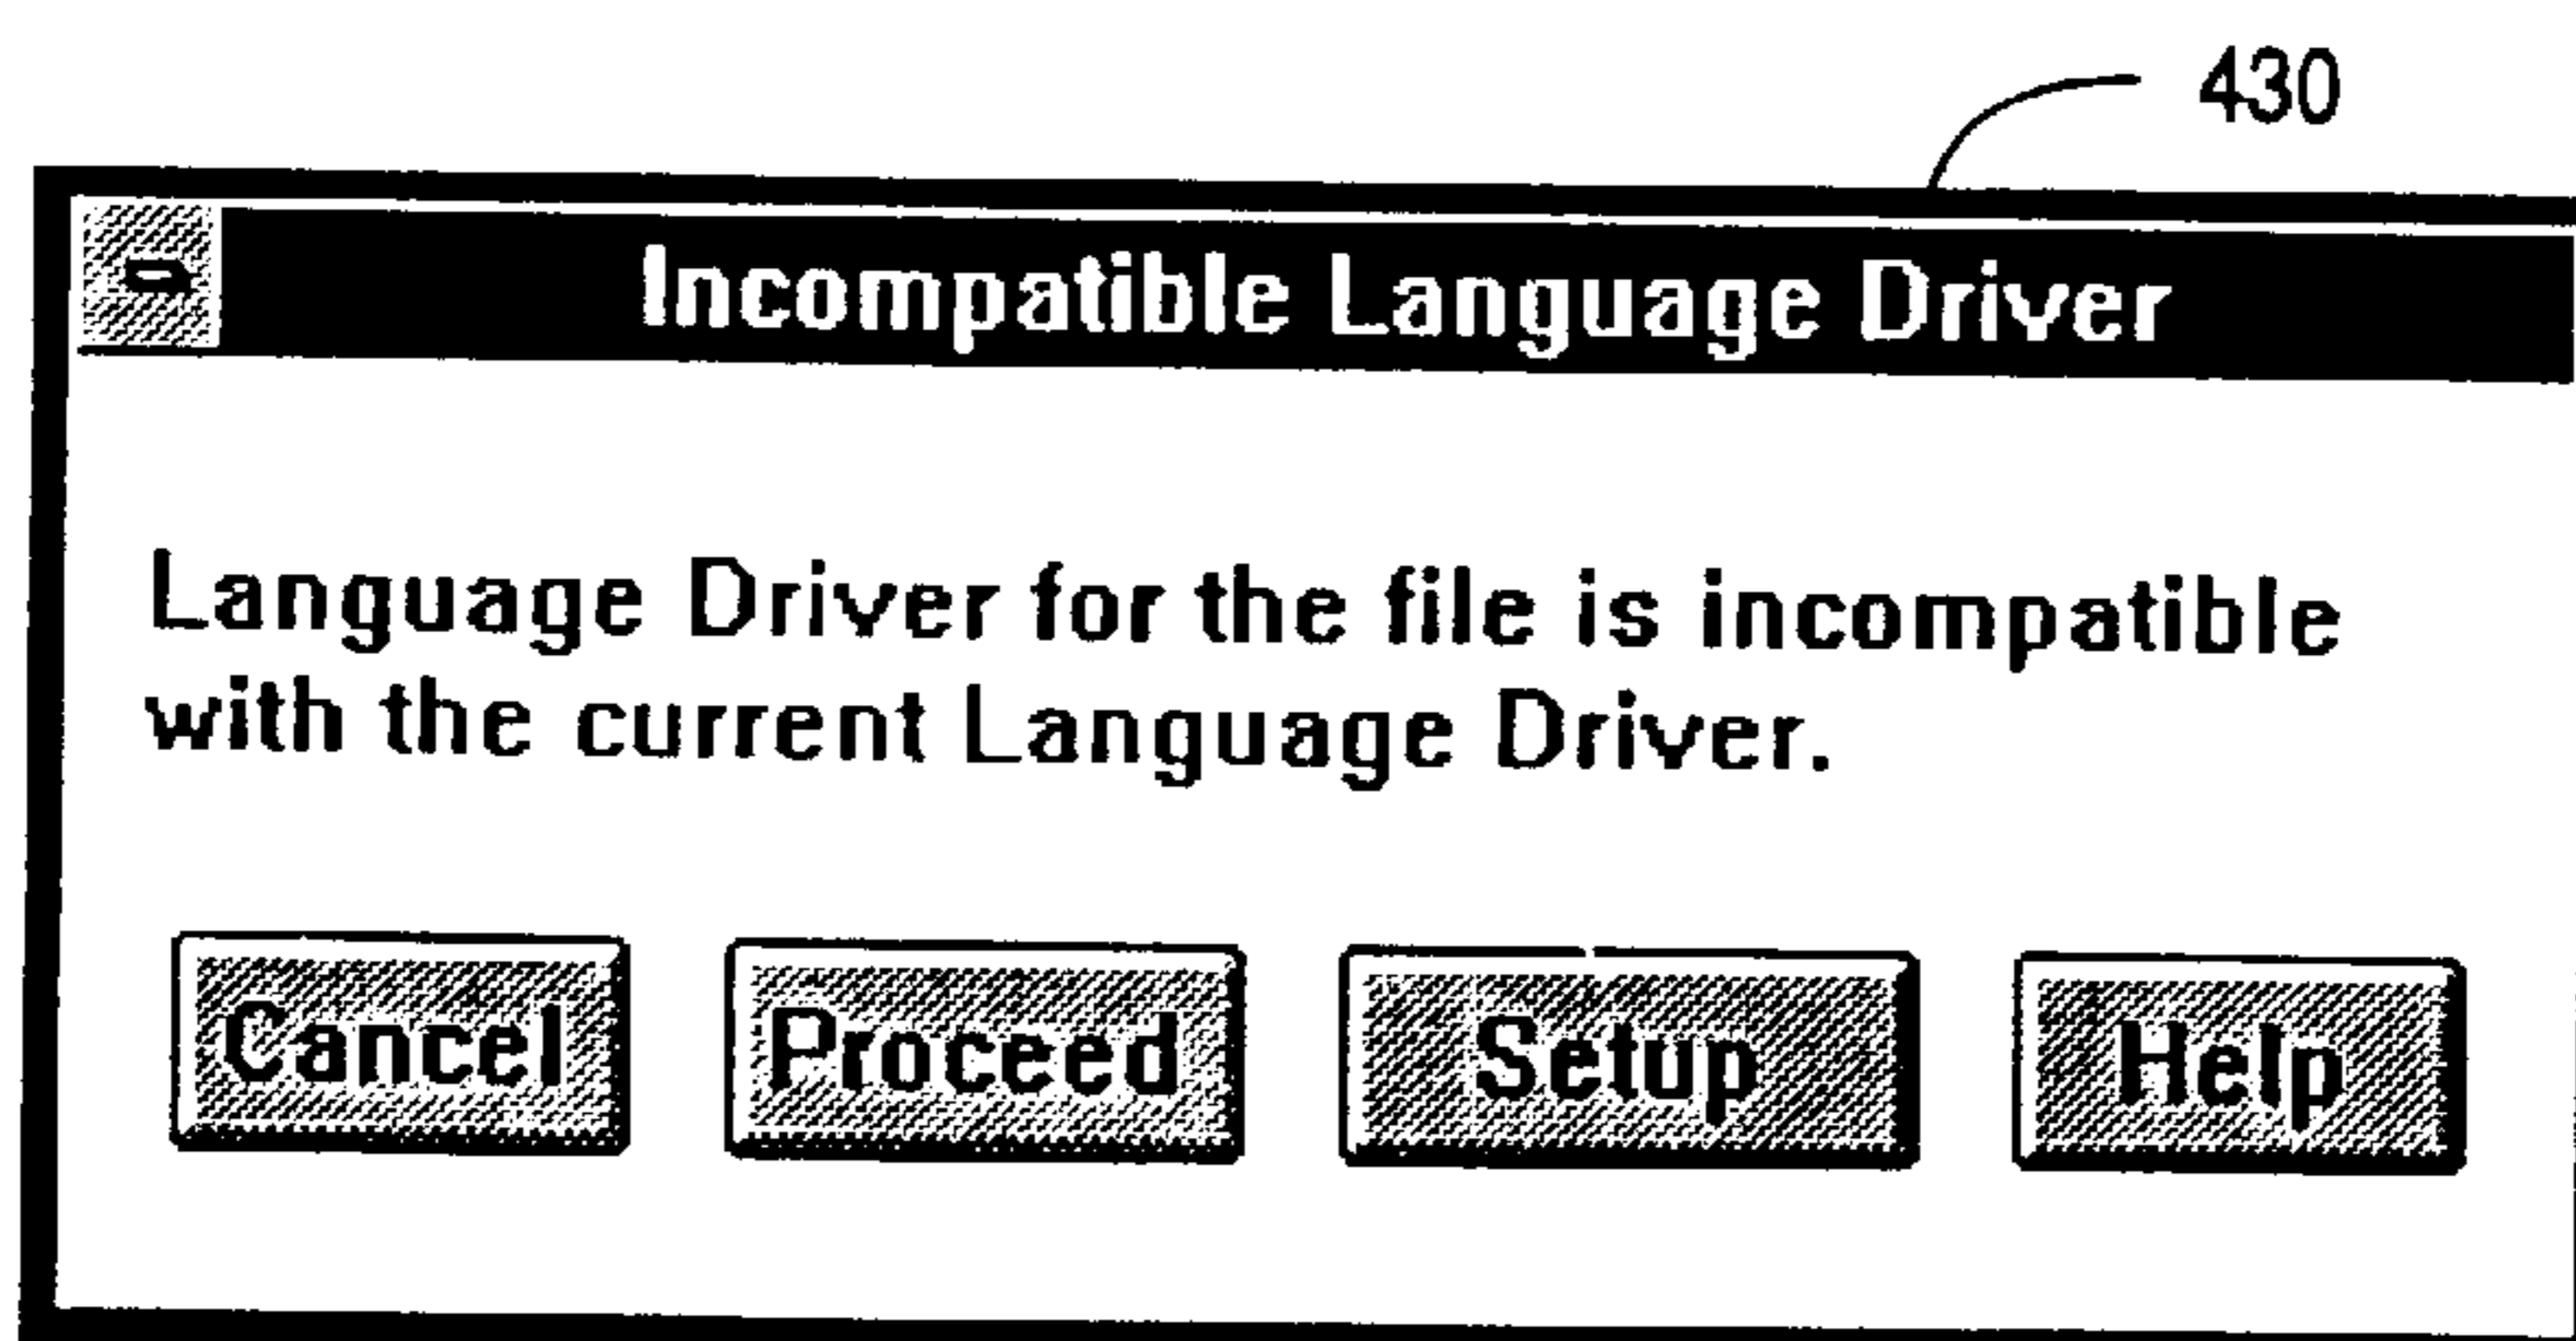 430
Incompatible Language Driver
Language Driver for the file is incompatible
with the current Language Driver.
Cancel Proceed Setup Help